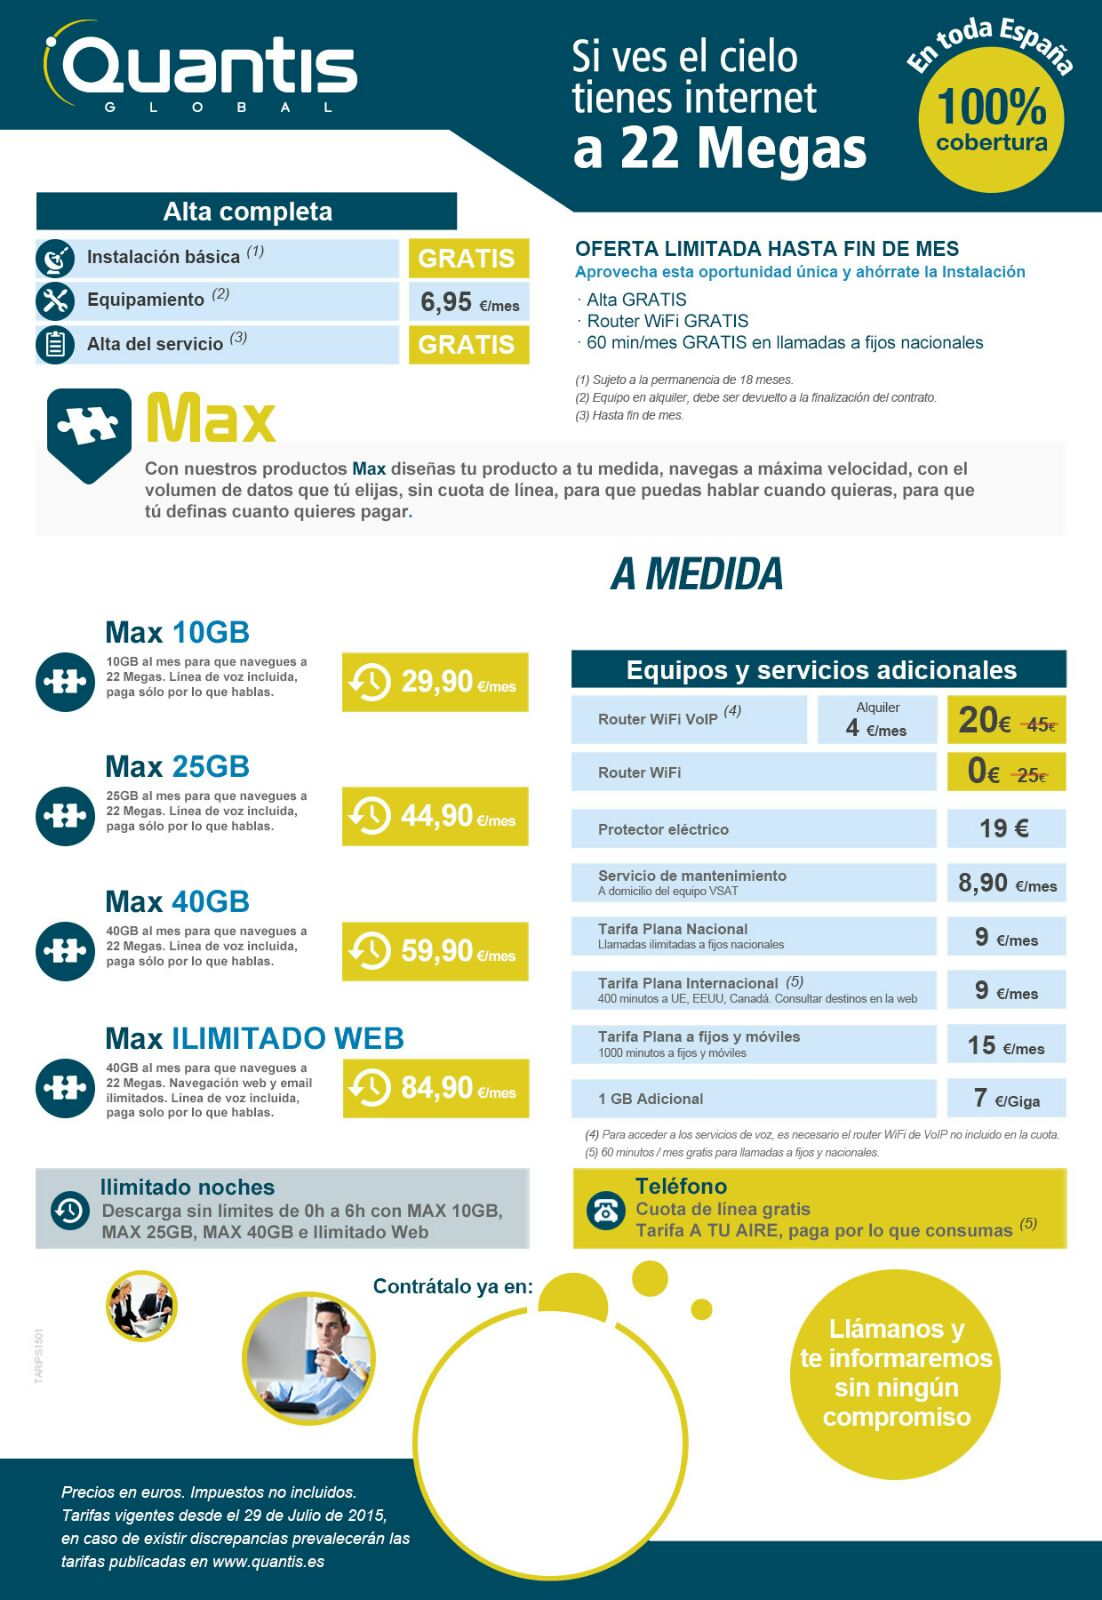 Quantis
GLOBAL
Si ves el cielo
tienes internet
a 22 Megas
En toda España
100%
cobertura
Alta completa
Instalación básica (1)
GRATIS
Equipamiento (2)
6,95 €/mes
Alta del servicio (3)
GRATIS
OFERTA LIMITADA HASTA FIN DE MES
Aprovecha esta oportunidad única y ahórrate la Instalación
· Alta GRATIS
· Router WiFi GRATIS
· 60 min/mes GRATIS en llamadas a fijos nacionales
(1) Sujeto a la permanencia de 18 meses.
(2) Equipo en alquiler, debe ser devuelto a la finalización del contrato.
(3) Hasta fin de mes.
Max
Con nuestros productos Max diseñas tu producto a tu medida, navegas a máxima velocidad, con el
volumen de datos que tú elijas, sin cuota de línea, para que puedas hablar cuando quieras, para que
tú definas cuanto quieres pagar.
A MEDIDA
Max 10GB
10GB al mes para que navegues a
22 Megas. Línea de voz incluida,
paga sólo por lo que hablas.
29,90 €/mes
Max 25GB
25GB al mes para que navegues a
22 Megas. Línea de voz incluida,
paga sólo por lo que hablas.
44,90 €/mes
Max 40GB
40GB al mes para que navegues a
22 Megas. Línea de voz incluida,
paga sólo por lo que hablas.
59,90 €/mes
Max ILIMITADO WEB
40GB al mes para que navegues a
22 Megas. Navegación web y email
ilimitados. Línea de voz incluida,
paga solo por lo que hablas.
84,90 €/mes
Equipos y servicios adicionales
Router WiFi VoIP (4)
Alquiler
4 €/mes
20€ 45€
Router WiFi
0€ 25€
Protector eléctrico
19 €
Servicio de mantenimiento
A domicilio del equipo VSAT
8,90 €/mes
Tarifa Plana Nacional
Llamadas ilimitadas a fijos nacionales
9 €/mes
Tarifa Plana Internacional (5)
400 minutos a UE, EEUU, Canadá. Consultar destinos en la web
9 €/mes
Tarifa Plana a fijos y móviles
1000 minutos a fijos y móviles
15 €/mes
1 GB Adicional
7 €/Giga
(4) Para acceder a los servicios de voz, es necesario el router WiFi de VoIP no incluido en la cuota.
(5) 60 minutos / mes gratis para llamadas a fijos y nacionales.
Ilimitado noches
Descarga sin límites de 0h a 6h con MAX 10GB,
MAX 25GB, MAX 40GB e Ilimitado Web
Teléfono
Cuota de línea gratis
Tarifa A TU AIRE, paga por lo que consumas (5)
Contrátalo ya en:
Llámanos y
te informaremos
sin ningún
compromiso
TARIPS1501
Precios en euros. Impuestos no incluidos.
Tarifas vigentes desde el 29 de Julio de 2015,
en caso de existir discrepancias prevalecerán las
tarifas publicadas en www.quantis.es